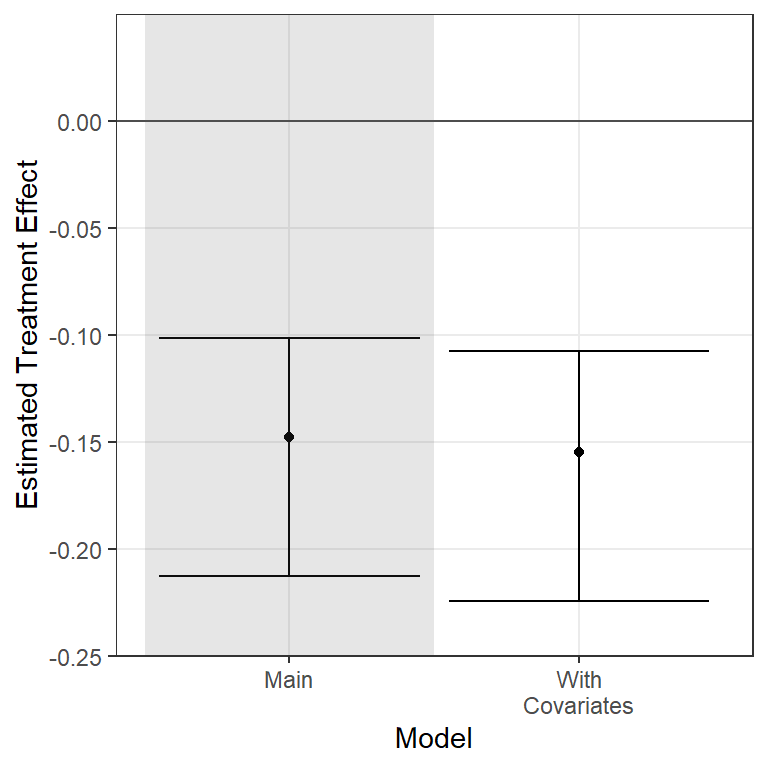 Estimated Treatment Effect
0.00
-0.05
-0.10
-0.15
-0.20
-0.25
Main
With
Covariates
Model